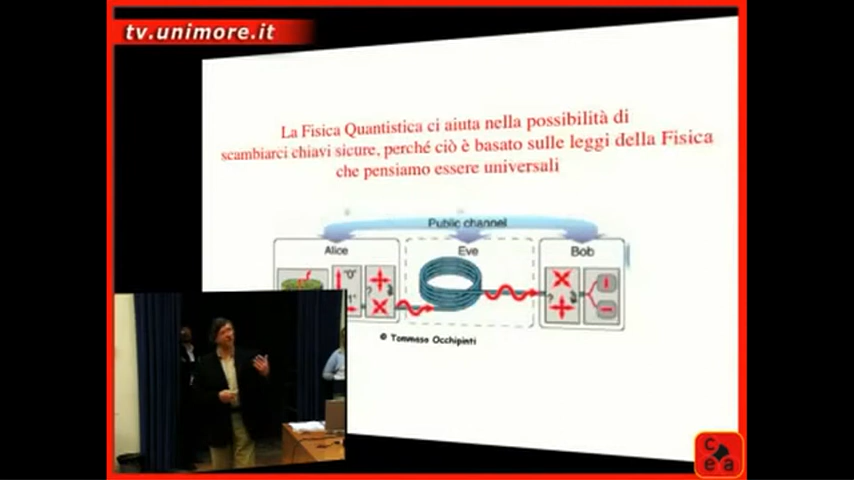 tv.unimore.it
La Fisica Quantistica ci aiuta nella possibilità di
scambiarci chiavi sicure, perché ciò è basato sulle leggi della Fisica
che pensiamo essere universali
Public channel
Alice
Eve
Bob
"0"
"1"
?
?
© Tommaso Occhipinti
c
e a